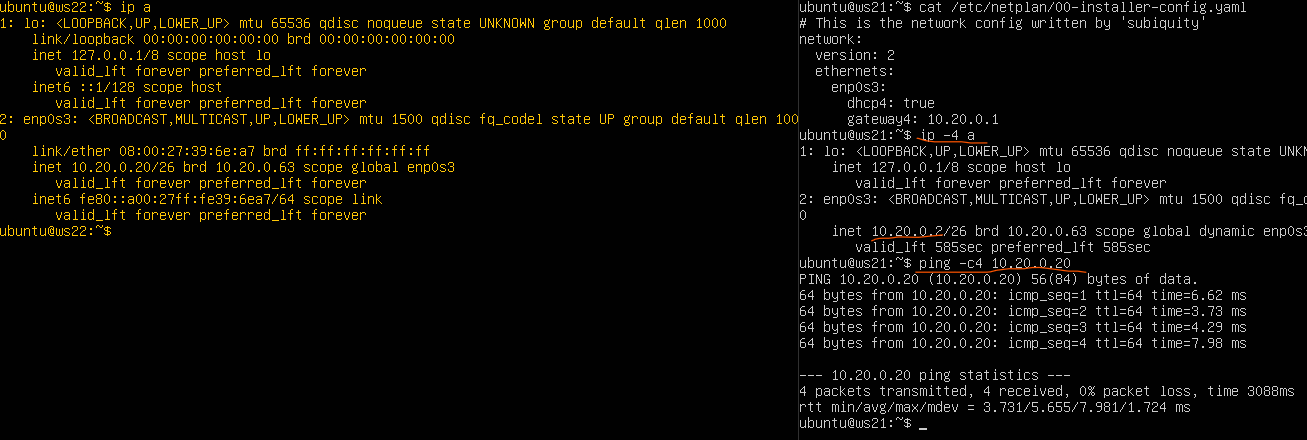 ubuntu@ws22:~$ ip a
1: lo: <LOOPBACK,UP,LOWER_UP> mtu 65536 qdisc noqueue state UNKNOWN group default qlen 1000
    link/loopback 00:00:00:00:00:00 brd 00:00:00:00:00:00
    inet 127.0.0.1/8 scope host lo
       valid_lft forever preferred_lft forever
    inet6 ::1/128 scope host
       valid_lft forever preferred_lft forever
2: enp0s3: <BROADCAST,MULTICAST,UP,LOWER_UP> mtu 1500 qdisc fq_codel state UP group default qlen 100
0
    link/ether 08:00:27:39:6e:a7 brd ff:ff:ff:ff:ff:ff
    inet 10.20.0.20/26 brd 10.20.0.63 scope global enp0s3
       valid_lft forever preferred_lft forever
    inet6 fe80::a00:27ff:fe39:6ea7/64 scope link
       valid_lft forever preferred_lft forever
ubuntu@ws22:~$
ubuntu@ws21:~$ cat /etc/netplan/00-installer-config.yaml
# This is the network config written by 'subiquity'
network:
  version: 2
  ethernets:
    enp0s3:
      dhcp4: true
      gateway4: 10.20.0.1
ubuntu@ws21:~$ ip -4 a
1: lo: <LOOPBACK,UP,LOWER_UP> mtu 65536 qdisc noqueue state UNKN
    inet 127.0.0.1/8 scope host lo
       valid_lft forever preferred_lft forever
2: enp0s3: <BROADCAST,MULTICAST,UP,LOWER_UP> mtu 1500 qdisc fq_c
0
    inet 10.20.0.2/26 brd 10.20.0.63 scope global dynamic enp0s3
       valid_lft 585sec preferred_lft 585sec
ubuntu@ws21:~$ ping -c4 10.20.0.20
PING 10.20.0.20 (10.20.0.20) 56(84) bytes of data.
64 bytes from 10.20.0.20: icmp_seq=1 ttl=64 time=6.62 ms
64 bytes from 10.20.0.20: icmp_seq=2 ttl=64 time=3.73 ms
64 bytes from 10.20.0.20: icmp_seq=3 ttl=64 time=4.29 ms
64 bytes from 10.20.0.20: icmp_seq=4 ttl=64 time=7.98 ms
--- 10.20.0.20 ping statistics ---
4 packets transmitted, 4 received, 0% packet loss, time 3088ms
rtt min/avg/max/mdev = 3.731/5.655/7.981/1.724 ms
ubuntu@ws21:~$ _